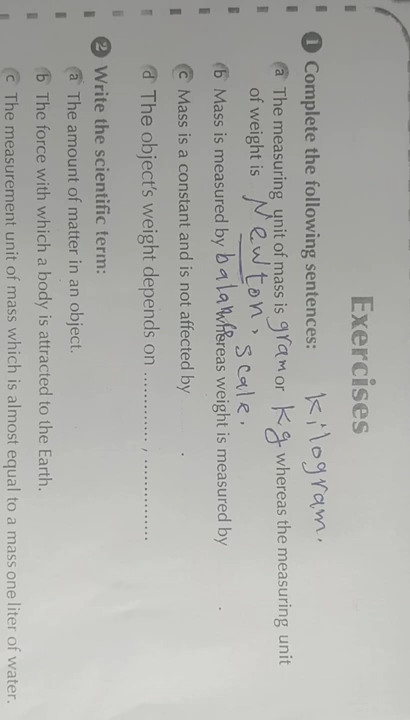 Exercises
1 Complete the following sentences: kilogram.
a The measuring unit of mass is gram or Kg whereas the measuring unit
of weight is Newton, scale.
b Mass is measured by balance whereas weight is measured by .
c Mass is a constant and is not affected by .
d The object's weight depends on ............ , ..............
2 Write the scientific term:
a The amount of matter in an object.
b The force with which a body is attracted to the Earth.
c The measurement unit of mass which is almost equal to a mass one liter of water.